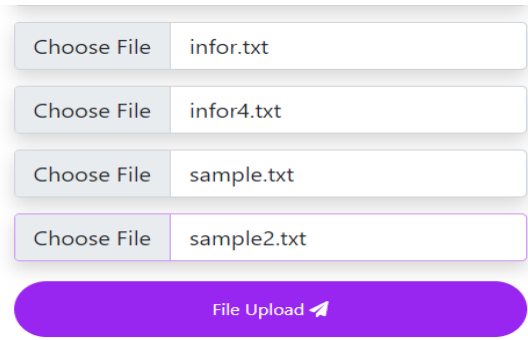 Choose File infor.txt
Choose File infor4.txt
Choose File sample.txt
Choose File sample2.txt
File Upload